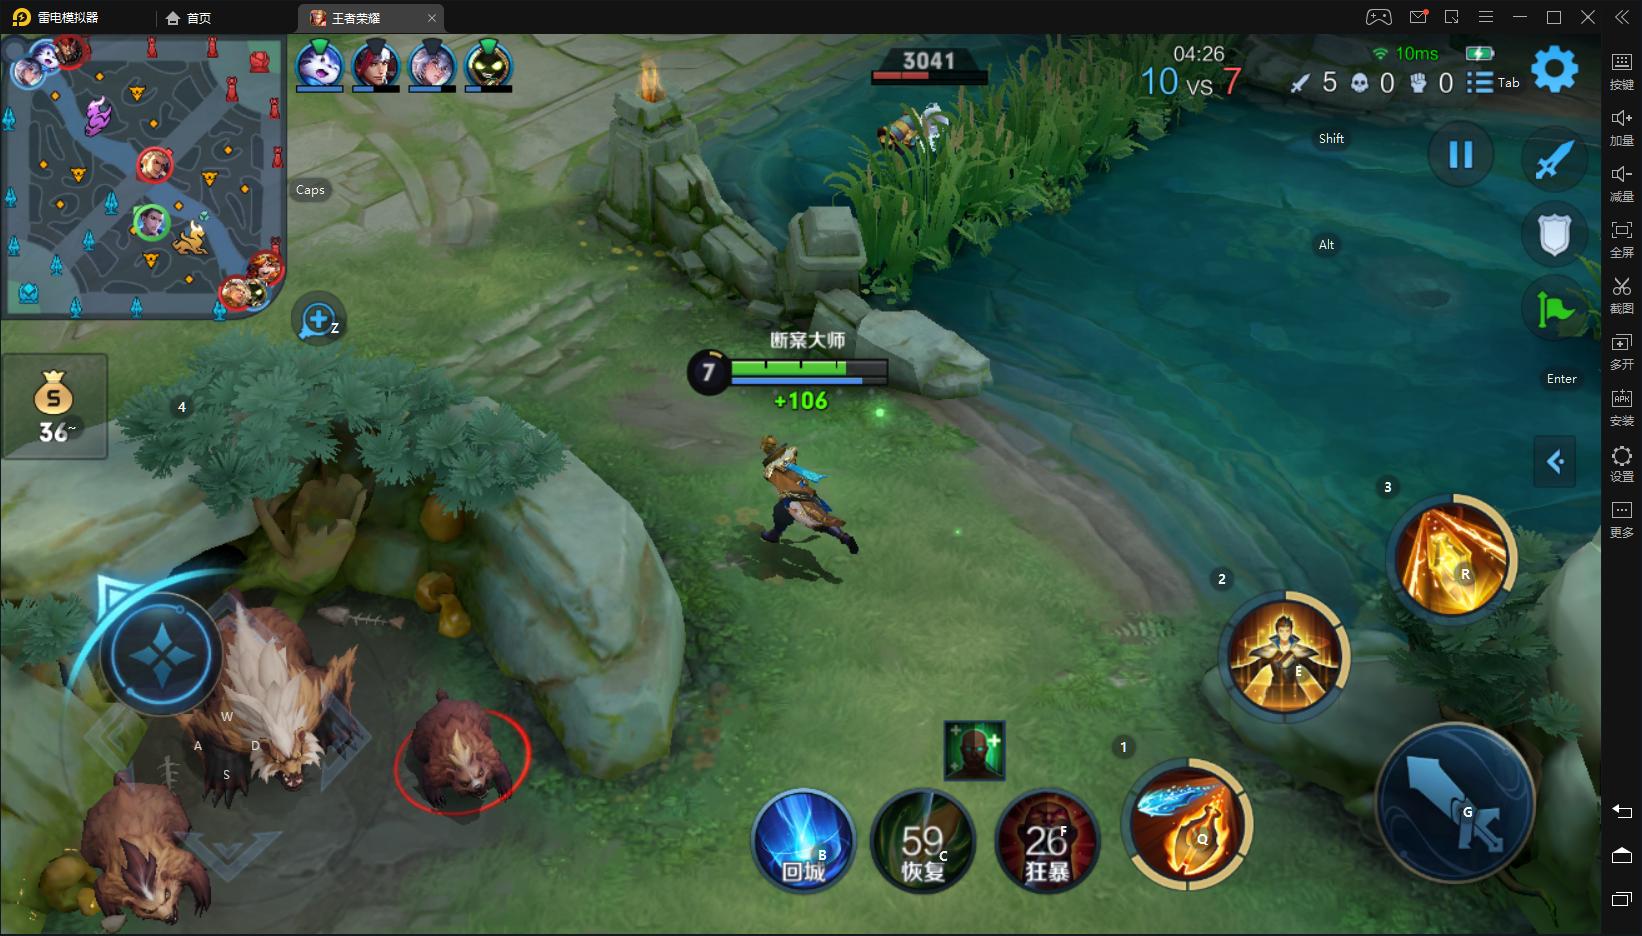 雷电模拟器
首页
王者荣耀
3041
04:26
10 VS 7
10ms
5 0 0 Tab
Shift
Caps
Alt
Z
Enter
按键
加量
减量
全屏
截图
多开
APK
安装
设置
更多
断案大师
7
+106
S
36~
4
3
R
2
E
W
A D
S
1
Q
G
B
回城
59
C
恢复
26
F
狂暴